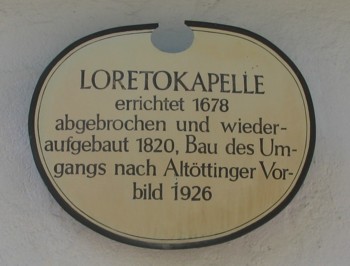 LORETOKAPELLE
errichtet 1678
abgebrochen und wieder-
aufgebaut 1820, Bau des Um-
gangs nach Altöttinger Vor-
bild 1926